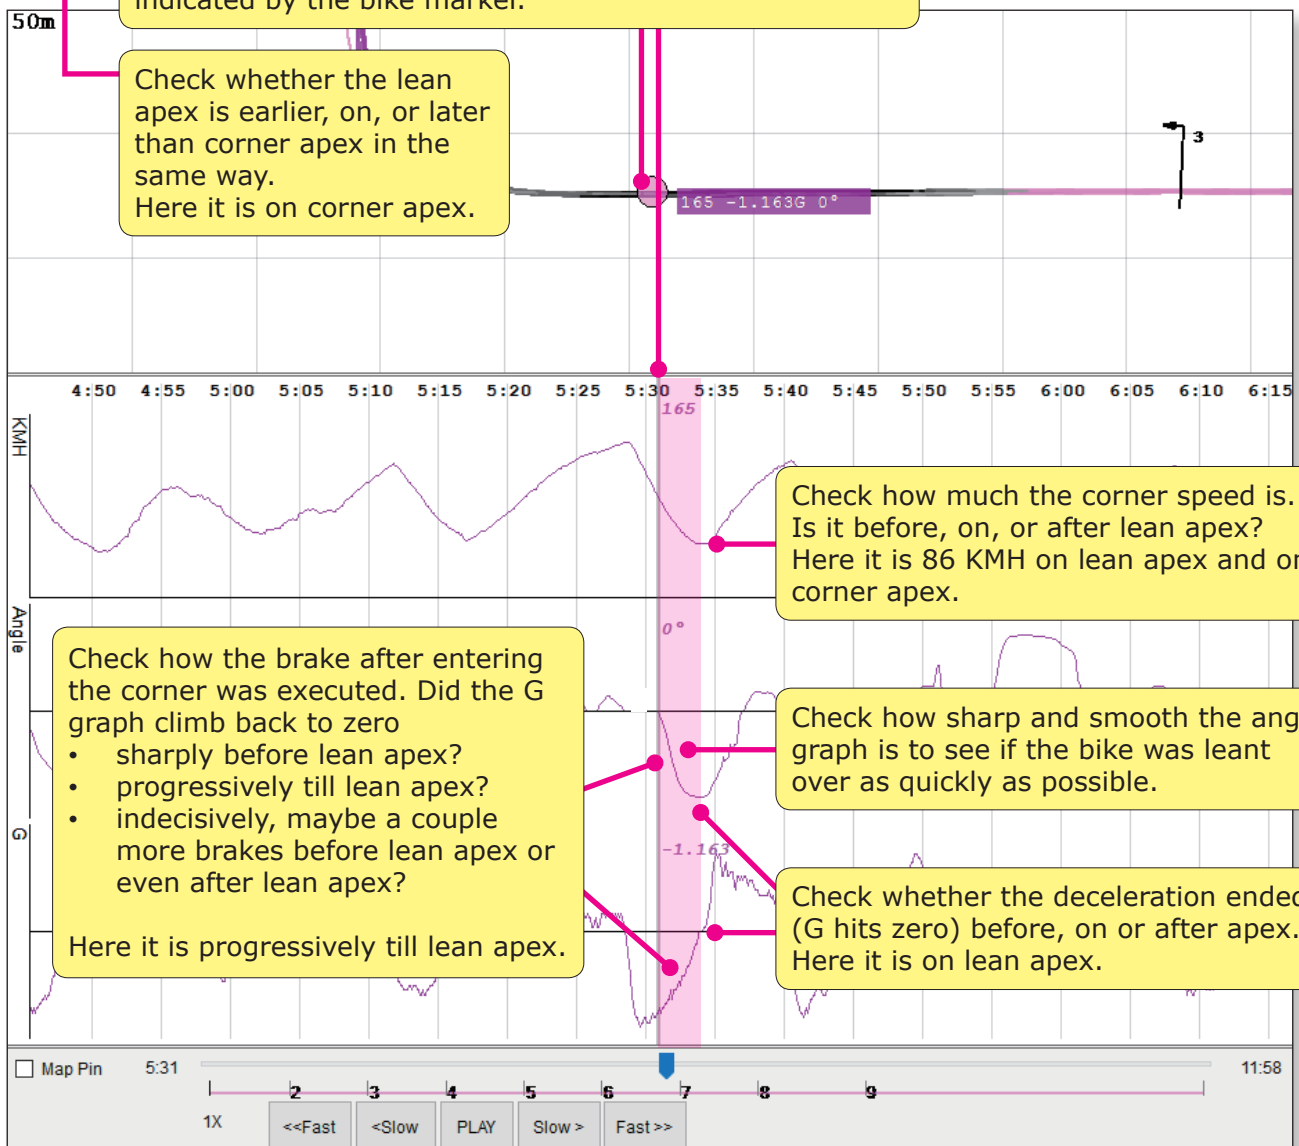 indicated by the bike marker.
50m
Check whether the lean
apex is earlier, on, or later
than corner apex in the
same way.
Here it is on corner apex.
3
165 -1.163G 0°
4:50 4:55 5:00 5:05 5:10 5:15 5:20 5:25 5:30 5:35 5:40 5:45 5:50 5:55 6:00 6:05 6:10 6:15
165
KMH
Check how much the corner speed is.
Is it before, on, or after lean apex?
Here it is 86 KMH on lean apex and on
corner apex.
Angle
0°
Check how the brake after entering
the corner was executed. Did the G
graph climb back to zero
• sharply before lean apex?
• progressively till lean apex?
• indecisively, maybe a couple
more brakes before lean apex or
even after lean apex?
Here it is progressively till lean apex.
Check how sharp and smooth the ang
graph is to see if the bike was leant
over as quickly as possible.
G
-1.163
Check whether the deceleration ended
(G hits zero) before, on or after apex.
Here it is on lean apex.
Map Pin 5:31 11:58
2 3 4 5 6 7 8 9
1X <<Fast <Slow PLAY Slow > Fast >>